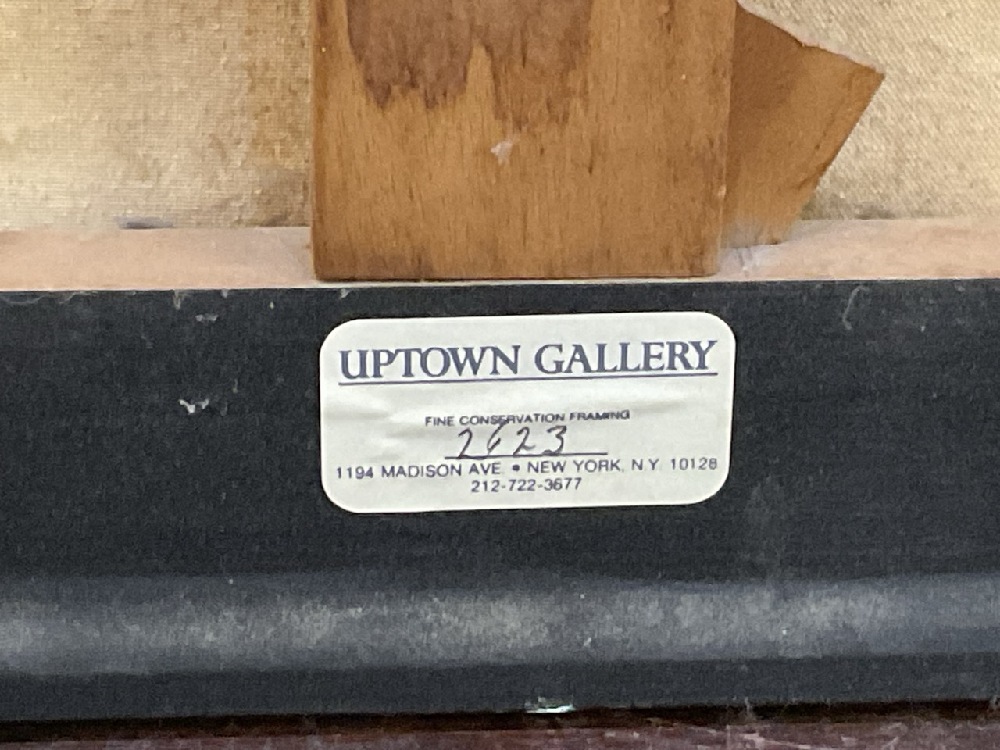 UPTOWN GALLERY
FINE CONSERVATION FRAMING
2623
1194 MADISON AVE. • NEW YORK, N.Y. 10128
212-722-3677